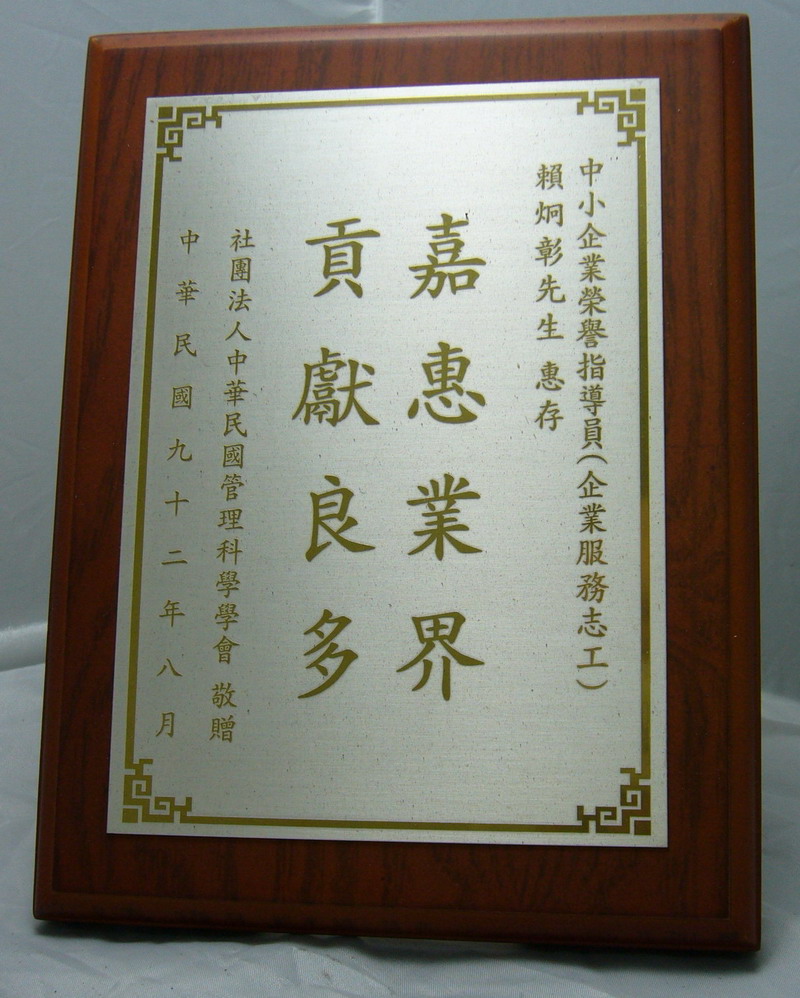 中小企業榮譽指導員(企業服務志工)
賴炯彰先生 惠存
嘉惠業界
貢獻良多
社團法人中華民國管理科學學會 敬贈
中華民國九十二年八月